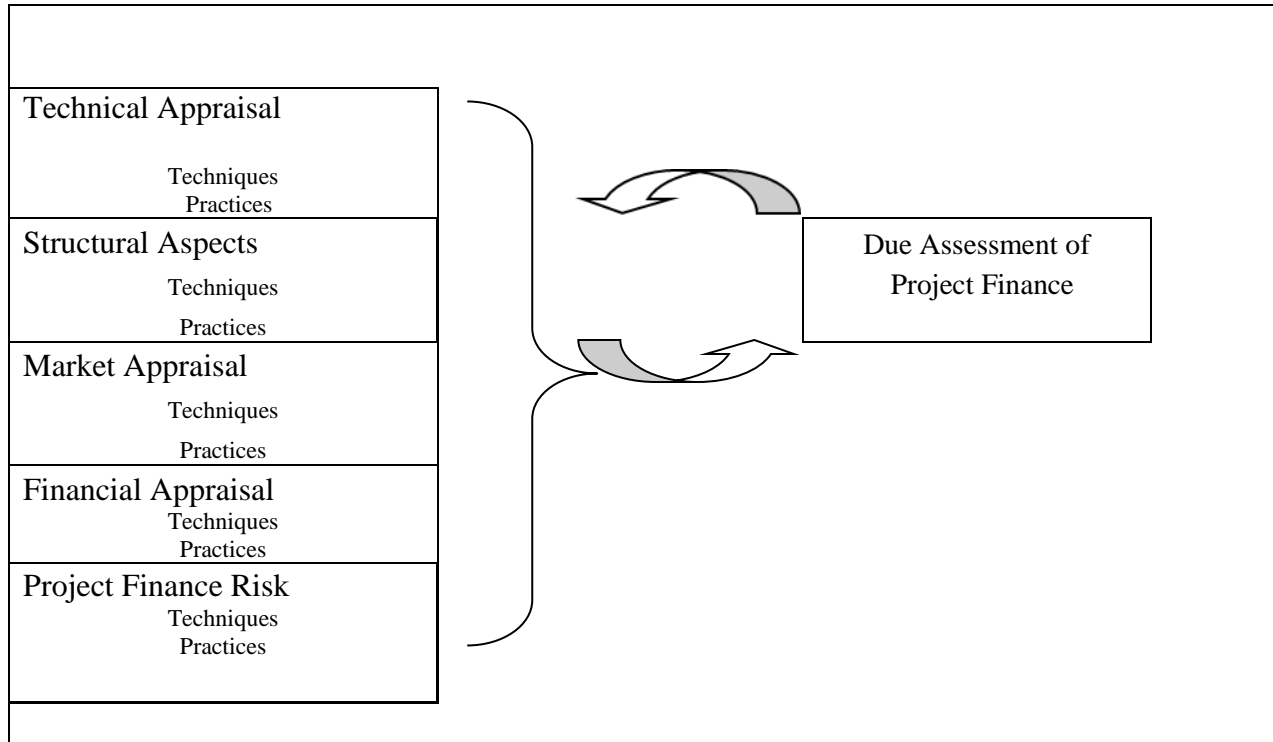 Technical Appraisal
Techniques
Practices
Structural Aspects
Techniques
Practices
Market Appraisal
Techniques
Practices
Financial Appraisal
Techniques
Practices
Project Finance Risk
Techniques
Practices
Due Assessment of
Project Finance